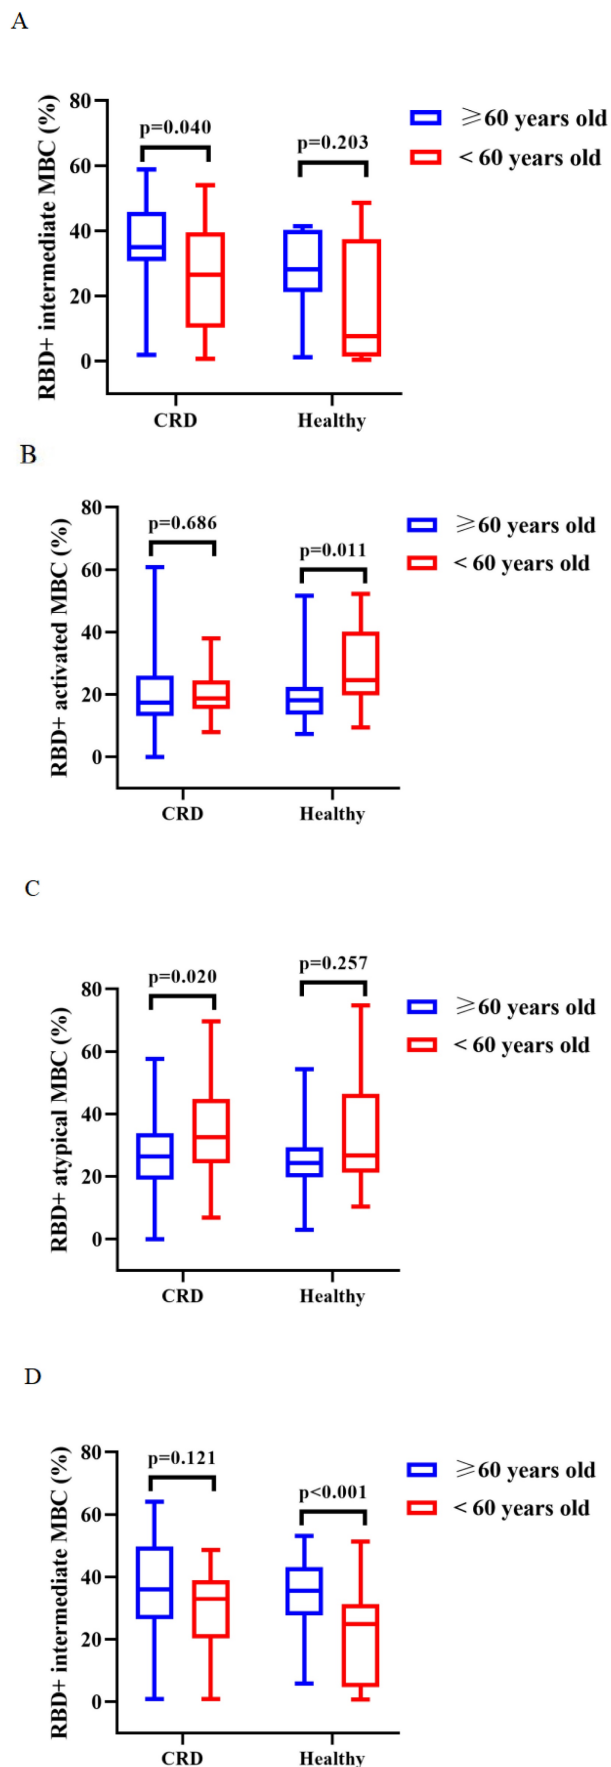 A
RBD+ intermediate MBC (%)
80
60
40
20
0
p=0.040
p=0.203
≥60 years old
< 60 years old
CRD
Healthy
B
RBD+ activated MBC (%)
80
60
40
20
0
p=0.686
p=0.011
≥60 years old
< 60 years old
CRD
Healthy
C
RBD+ atypical MBC (%)
80
60
40
20
0
p=0.020
p=0.257
≥60 years old
< 60 years old
CRD
Healthy
D
RBD+ intermediate MBC (%)
80
60
40
20
0
p=0.121
p<0.001
≥60 years old
< 60 years old
CRD
Healthy